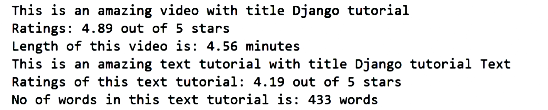 This is an amazing video with title Django tutorial
Ratings: 4.89 out of 5 stars
Length of this video is: 4.56 minutes
This is an amazing text tutorial with title Django tutorial Text
Ratings of this text tutorial: 4.19 out of 5 stars
No of words in this text tutorial is: 433 words